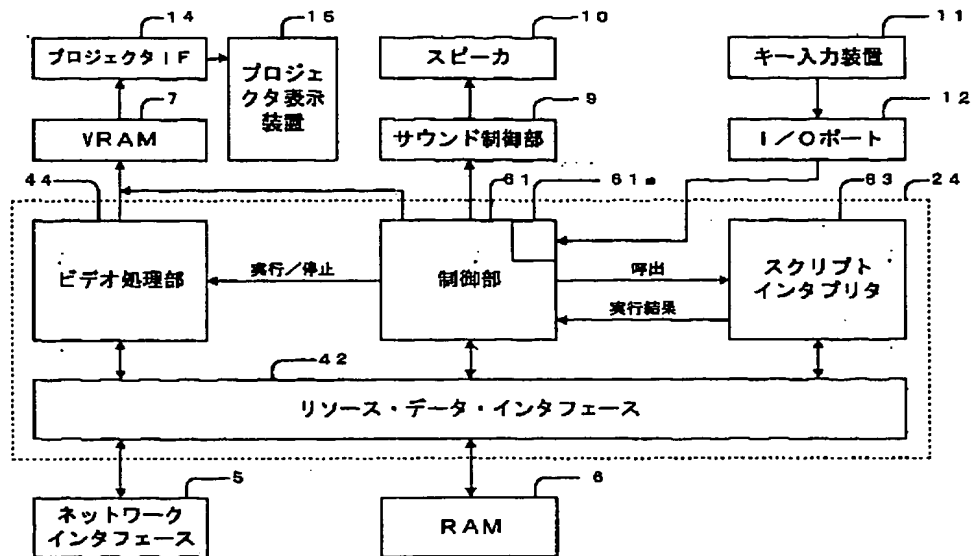 14
15
10
11
プロジェクタIF
プロジェ
クタ表示
装置
スピーカ
キー入力装置
7
9
12
VRAM
サウンド制御部
I/Oポート
44
61
61a
63
24
ビデオ処理部
実行/停止
制御部
呼出
実行結果
スクリプト
インタプリタ
42
リソース・データ・インタフェース
5
6
ネットワーク
インタフェース
RAM